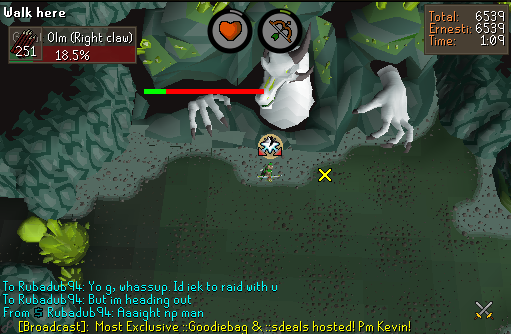 Walk here
Total: 6539
Ernesti: 6539
Time: 1:09
Olm (Right claw)
251
18.5%
To Rubadub94: Yo g, whassup. Id iek to raid with u
To Rubadub94: But im heading out
From S Rubadub94: Aaaight np man
[Broadcast]: Most Exclusive ::Goodiebag & ::sdeals hosted! Pm Kevin!